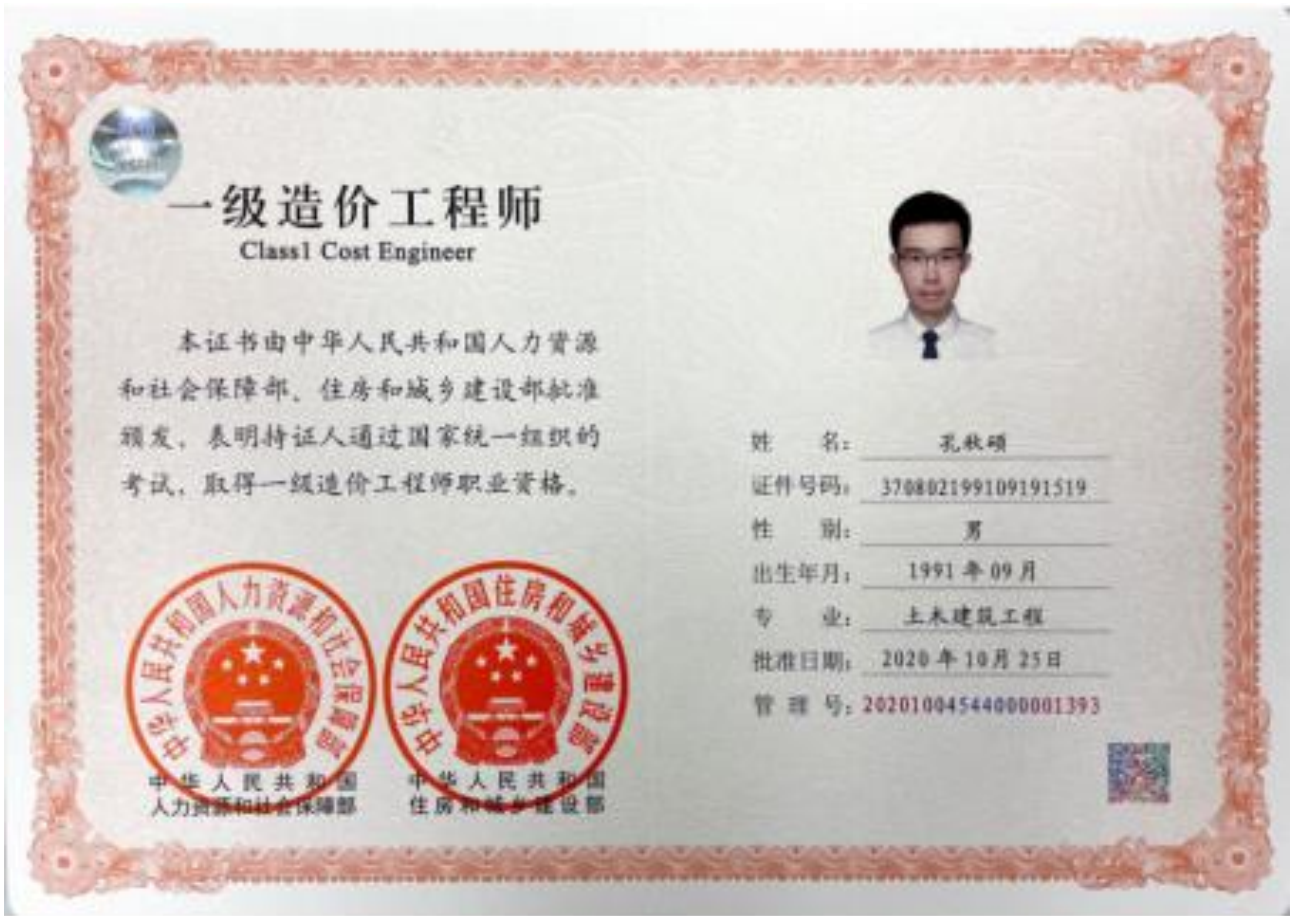 一级造价工程师
Class1 Cost Engineer
本证书由中华人民共和国人力资源
和社会保障部、住房和城乡建设部批准
颁发，表明持证人通过国家统一组织的
考试，取得一级造价工程师职业资格。
中华人民共和国人力资源和社会保障部
中华人民共和国住房和城乡建设部
中华人民共和国
人力资源和社会保障部
中华人民共和国
住房和城乡建设部
姓 名：孔秋硕
证件号码：370802199109191519
性 别：男
出生年月：1991年09月
专 业：土木建筑工程
批准日期：2020年10月25日
管 理 号：20201004544000001393